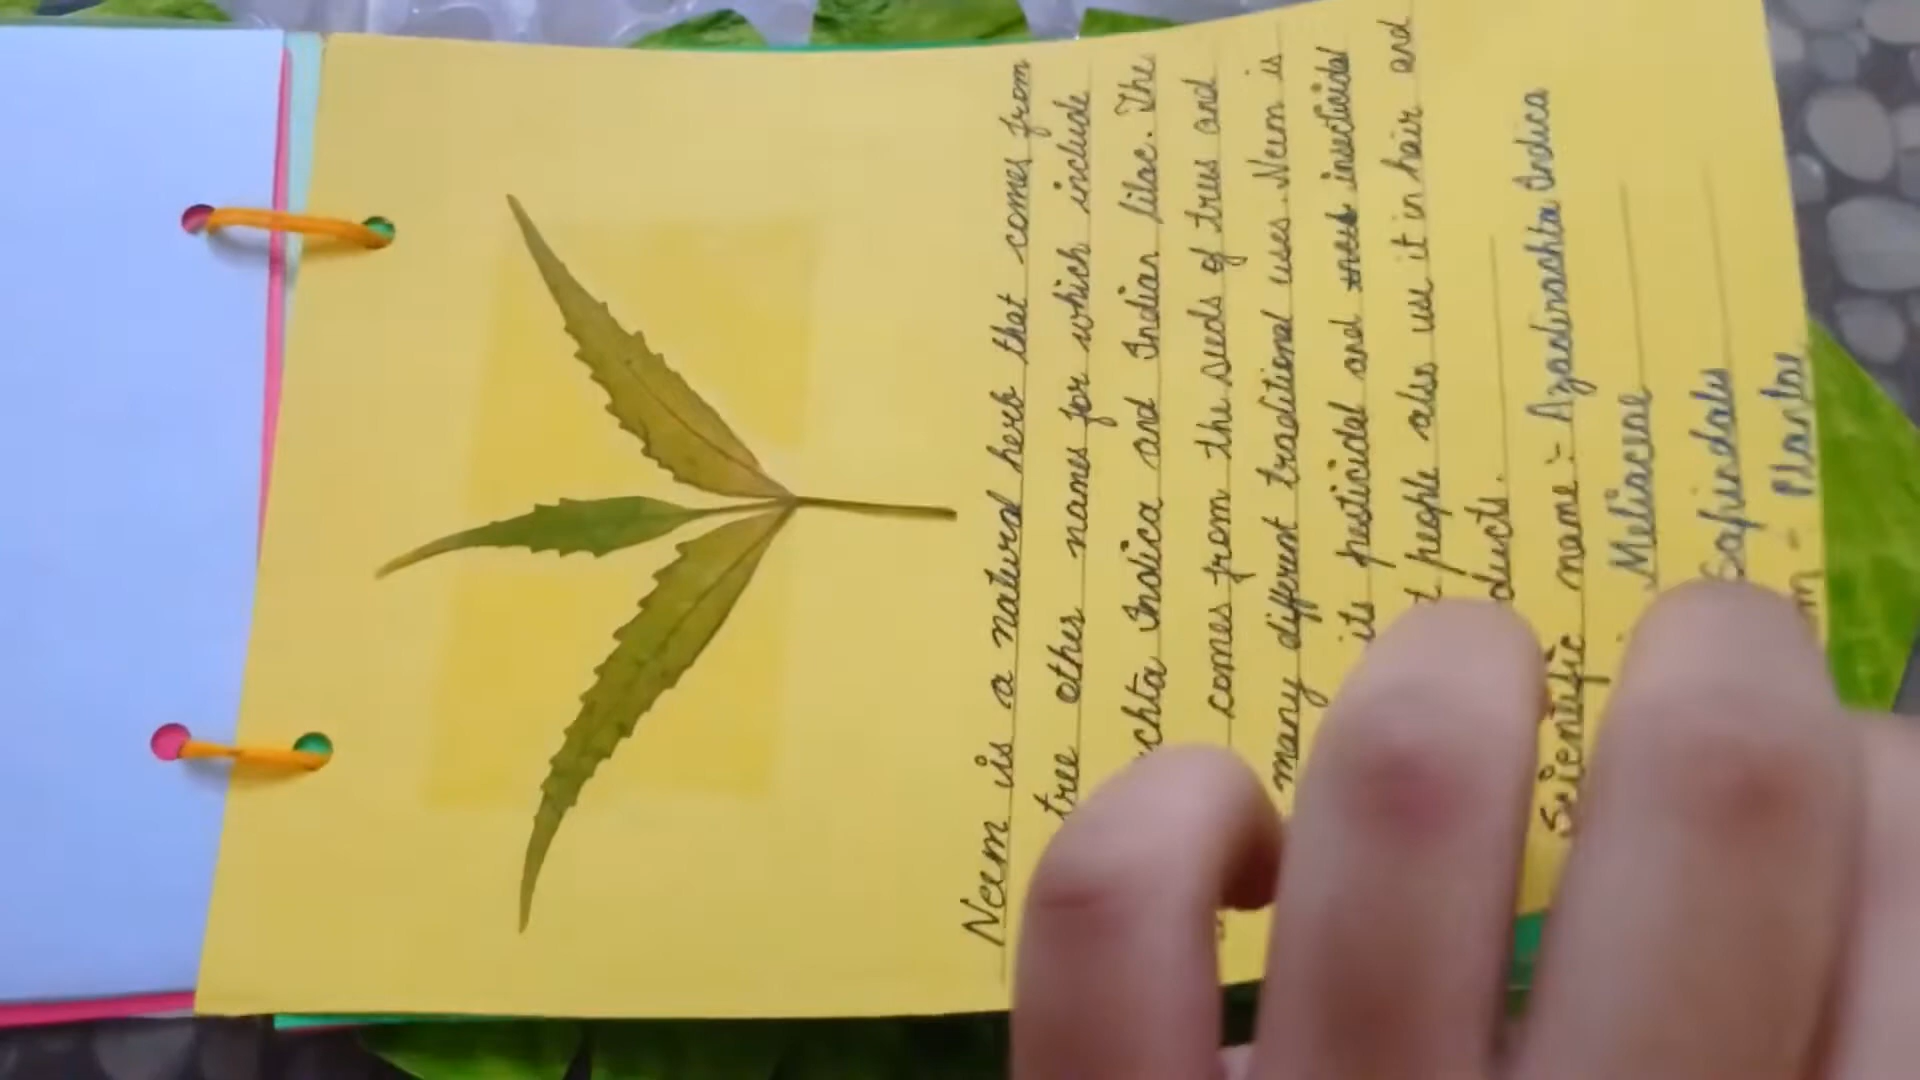 Neem is a natural herb that comes from
tree other names for which include
chta Indica and Indian lilac. The
comes from the seeds of trees and
many different traditional uses. Neem is
its pesticidal and insecticidal
people also use it in hair and
ducts.
Scientific name :- Azadirachta Indica
Meliaceae
Sapindales
m - Plantae